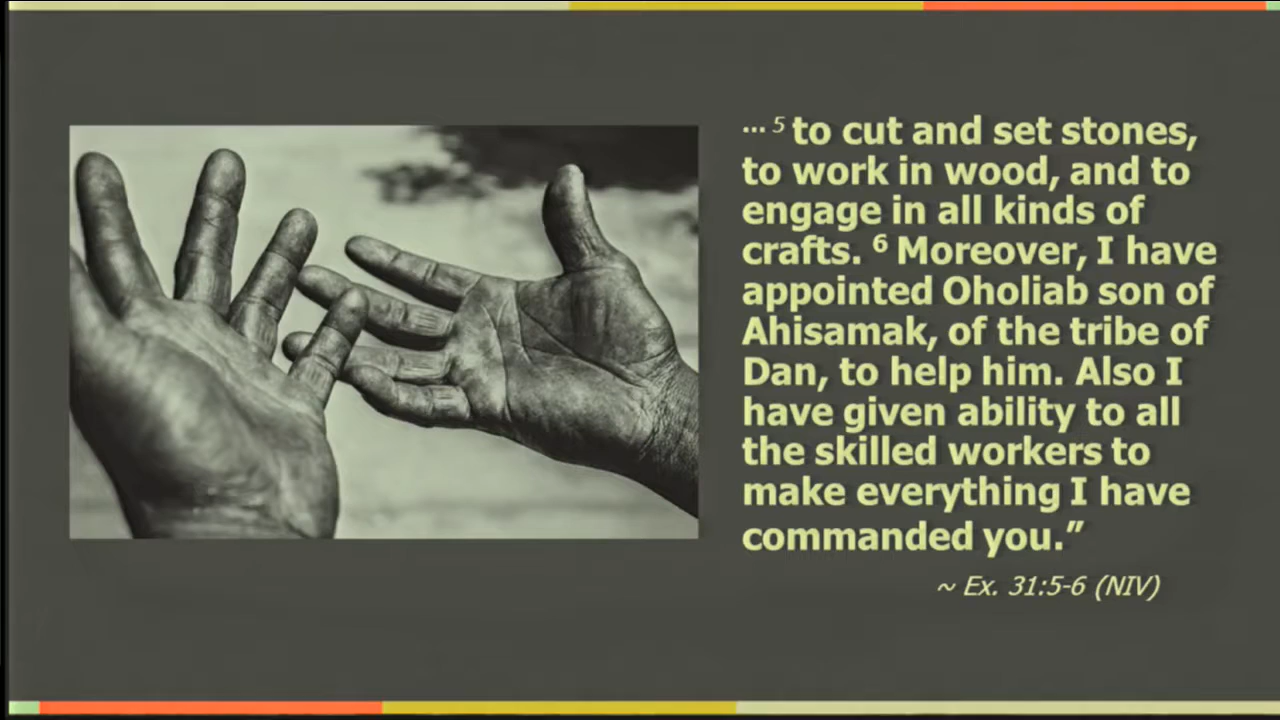 ... 5 to cut and set stones,
to work in wood, and to
engage in all kinds of
crafts. 6 Moreover, I have
appointed Oholiab son of
Ahisamak, of the tribe of
Dan, to help him. Also I
have given ability to all
the skilled workers to
make everything I have
commanded you.”
~ Ex. 31:5-6 (NIV)